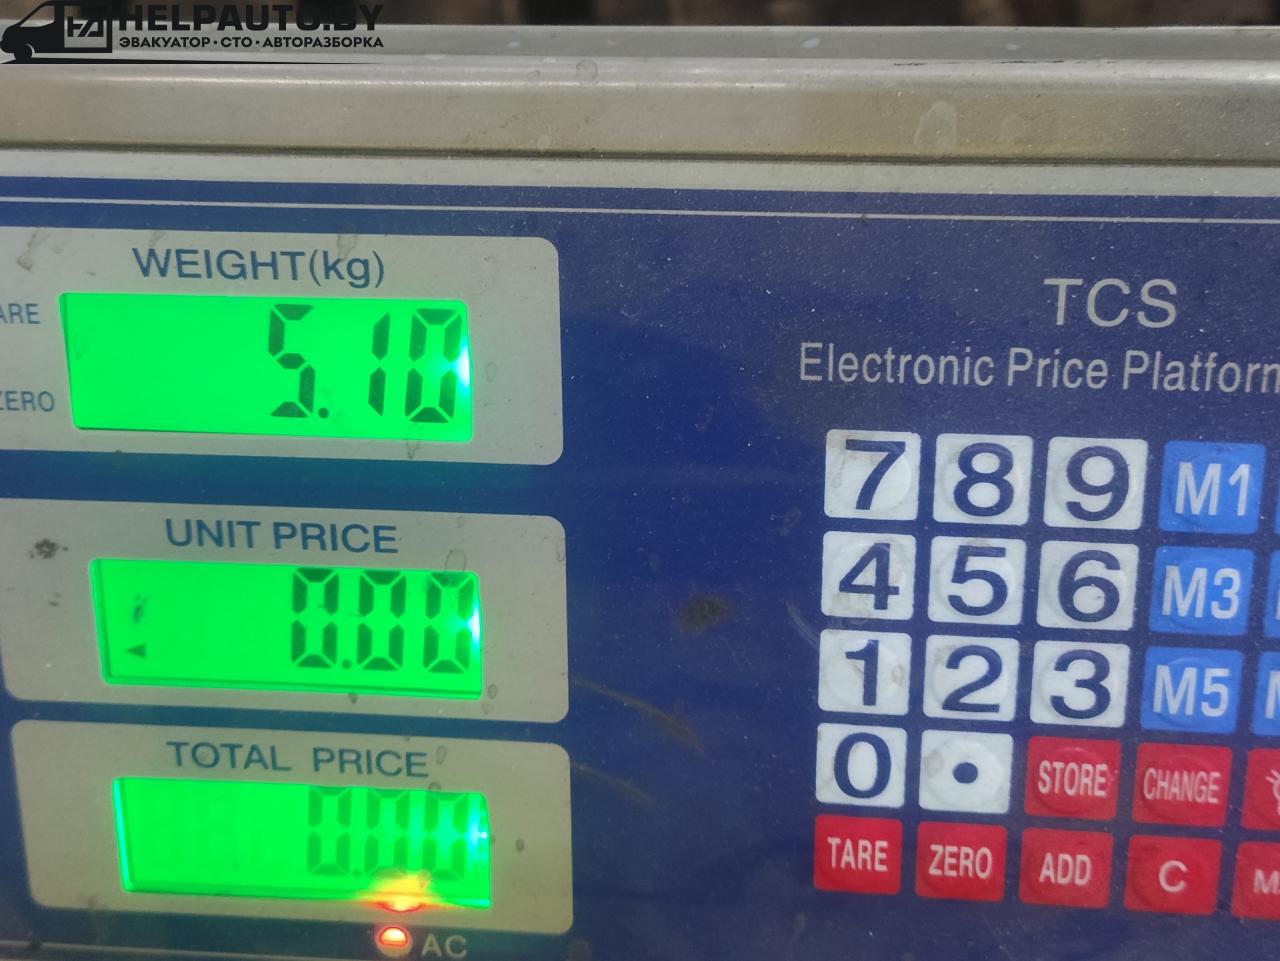 HELPAUTO.BY
ЭВАКУАТОР · СТО · АВТОРАЗБОРКА
WEIGHT(kg)
5.10
ZERO
TCS
Electronic Price Platform
UNIT PRICE
0.00
TOTAL PRICE
0.00
AC
7 8 9 M1
4 5 6 M3
1 2 3 M5
0 • STORE CHANGE
TARE ZERO ADD C